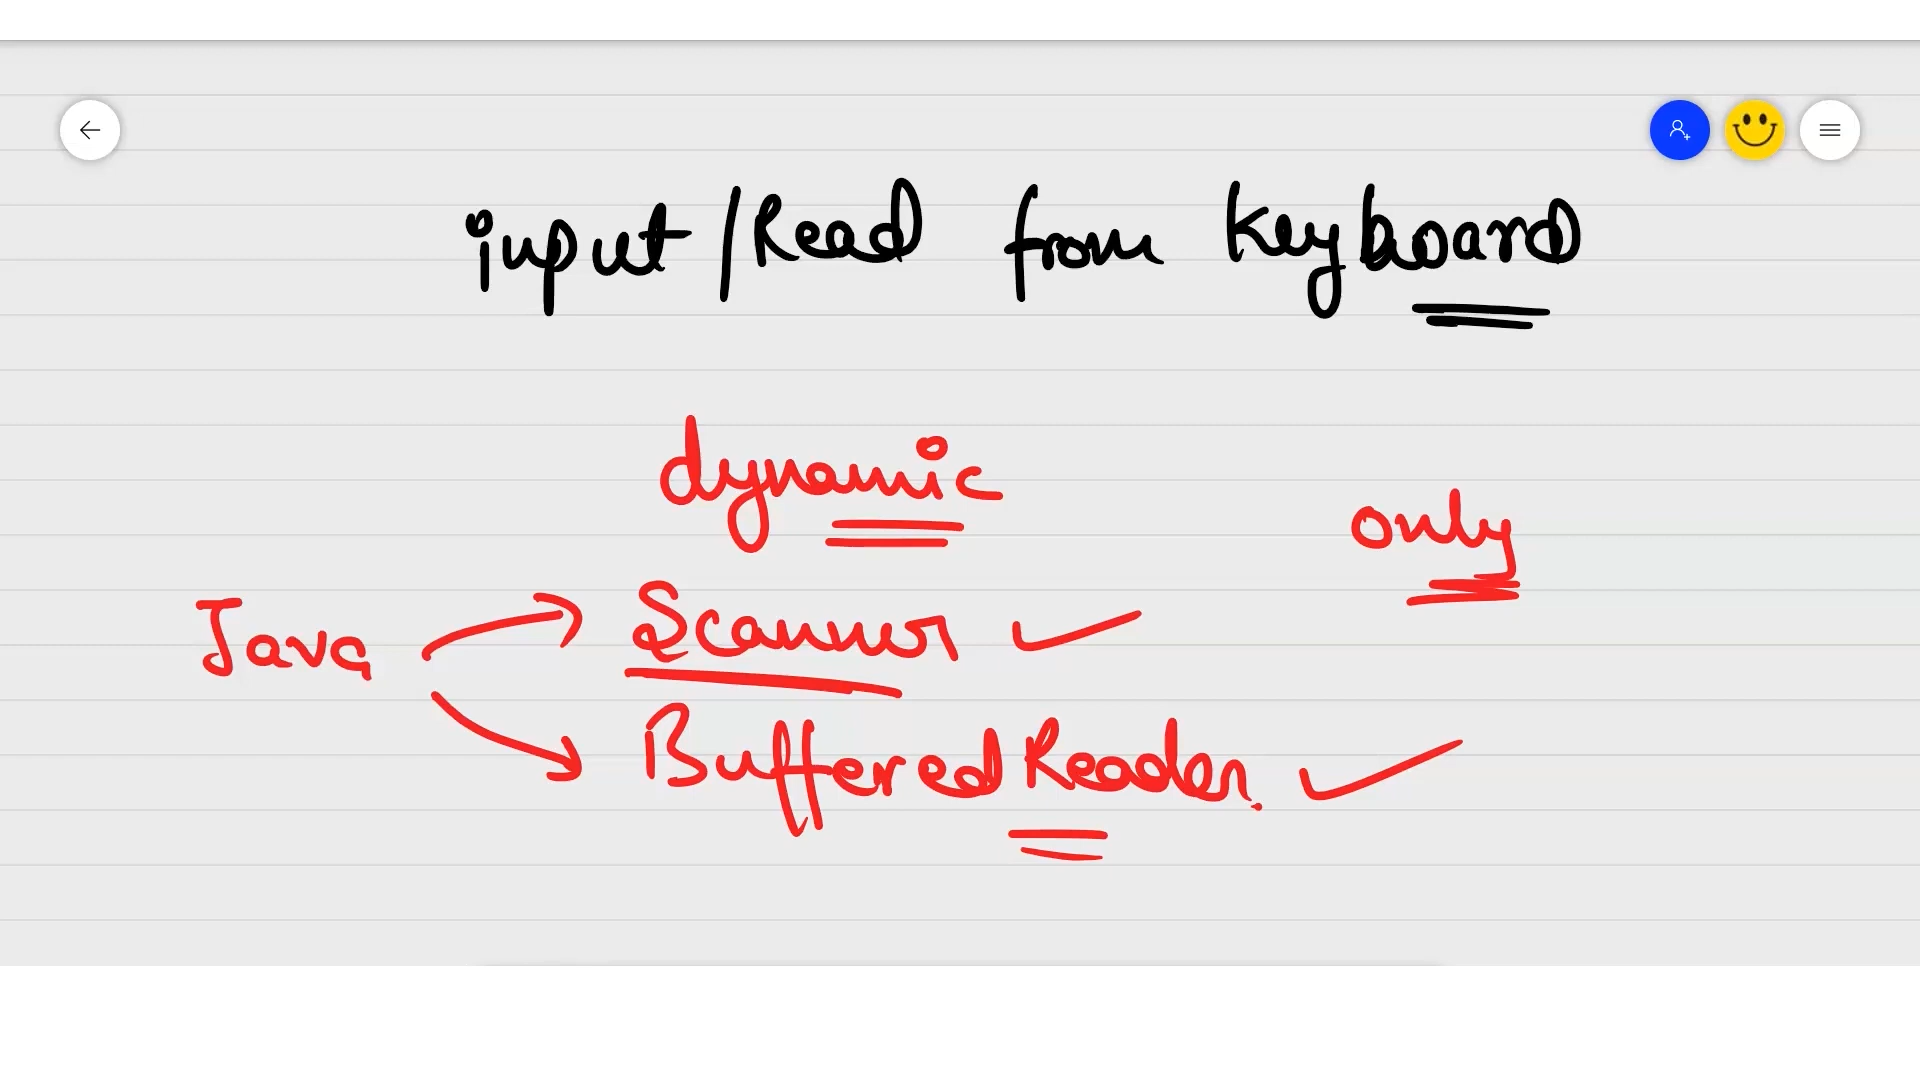 input/Read from Keyboard
dynamic
only
Java
Scanner
BufferedReader.